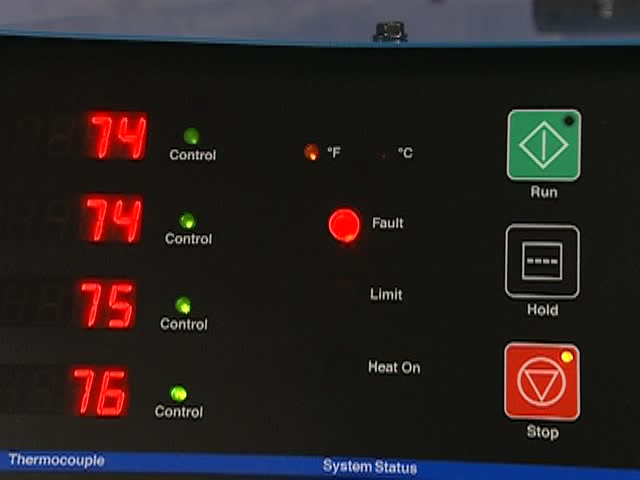 74 Control °F °C Run
74 Control Fault
75 Control Limit Hold
76 Control Heat On
Stop
Thermocouple System Status